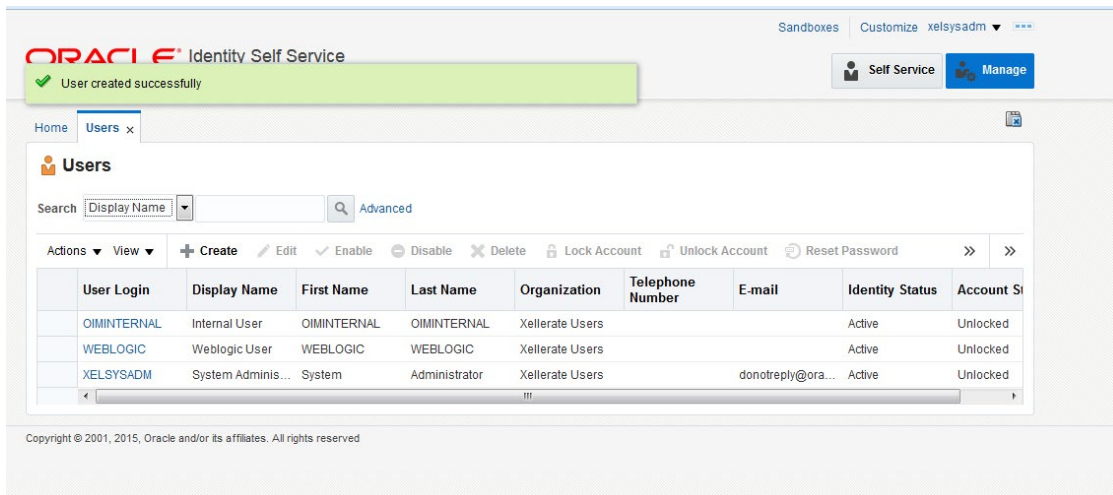 Sandboxes Customize xelsysadm
ORACLE Identity Self Service
User created successfully
Self Service Manage
Home Users x
Users
Search Display Name Advanced
Actions View Create Edit Enable Disable Delete Lock Account Unlock Account Reset Password
User Login Display Name First Name Last Name Organization Telephone Number E-mail Identity Status Account St
OIMINTERNAL Internal User OIMINTERNAL OIMINTERNAL Xellerate Users Active Unlocked
WEBLOGIC Weblogic User WEBLOGIC WEBLOGIC Xellerate Users Active Unlocked
XELSYSADM System Adminis... System Administrator Xellerate Users donotreply@ora... Active Unlocked
Copyright © 2001, 2015, Oracle and/or its affiliates. All rights reserved